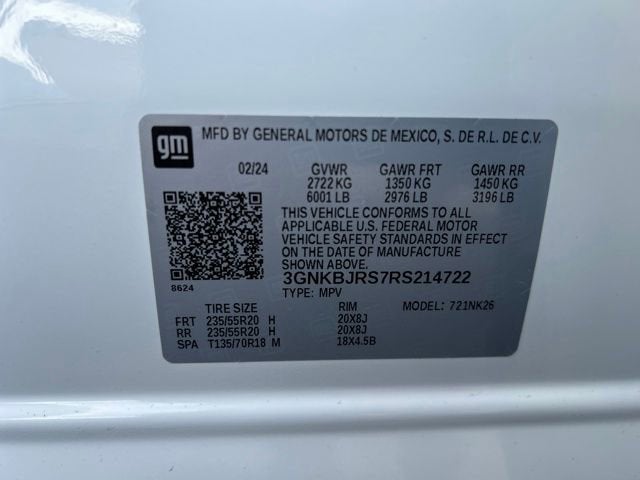 gm MFD BY GENERAL MOTORS DE MEXICO, S. DE R.L. DE C.V.
02/24 GVWR GAWR FRT GAWR RR
2722 KG 1350 KG 1450 KG
6001 LB 2976 LB 3196 LB
THIS VEHICLE CONFORMS TO ALL
APPLICABLE U.S. FEDERAL MOTOR
VEHICLE SAFETY STANDARDS IN EFFECT
ON THE DATE OF MANUFACTURE
SHOWN ABOVE.
8624
3GNKBJRS7RS214722
TYPE: MPV
TIRE SIZE RIM MODEL: 721NK26
FRT 235/55R20 H 20X8J
RR 235/55R20 H 20X8J
SPA T135/70R18 M 18X4.5B